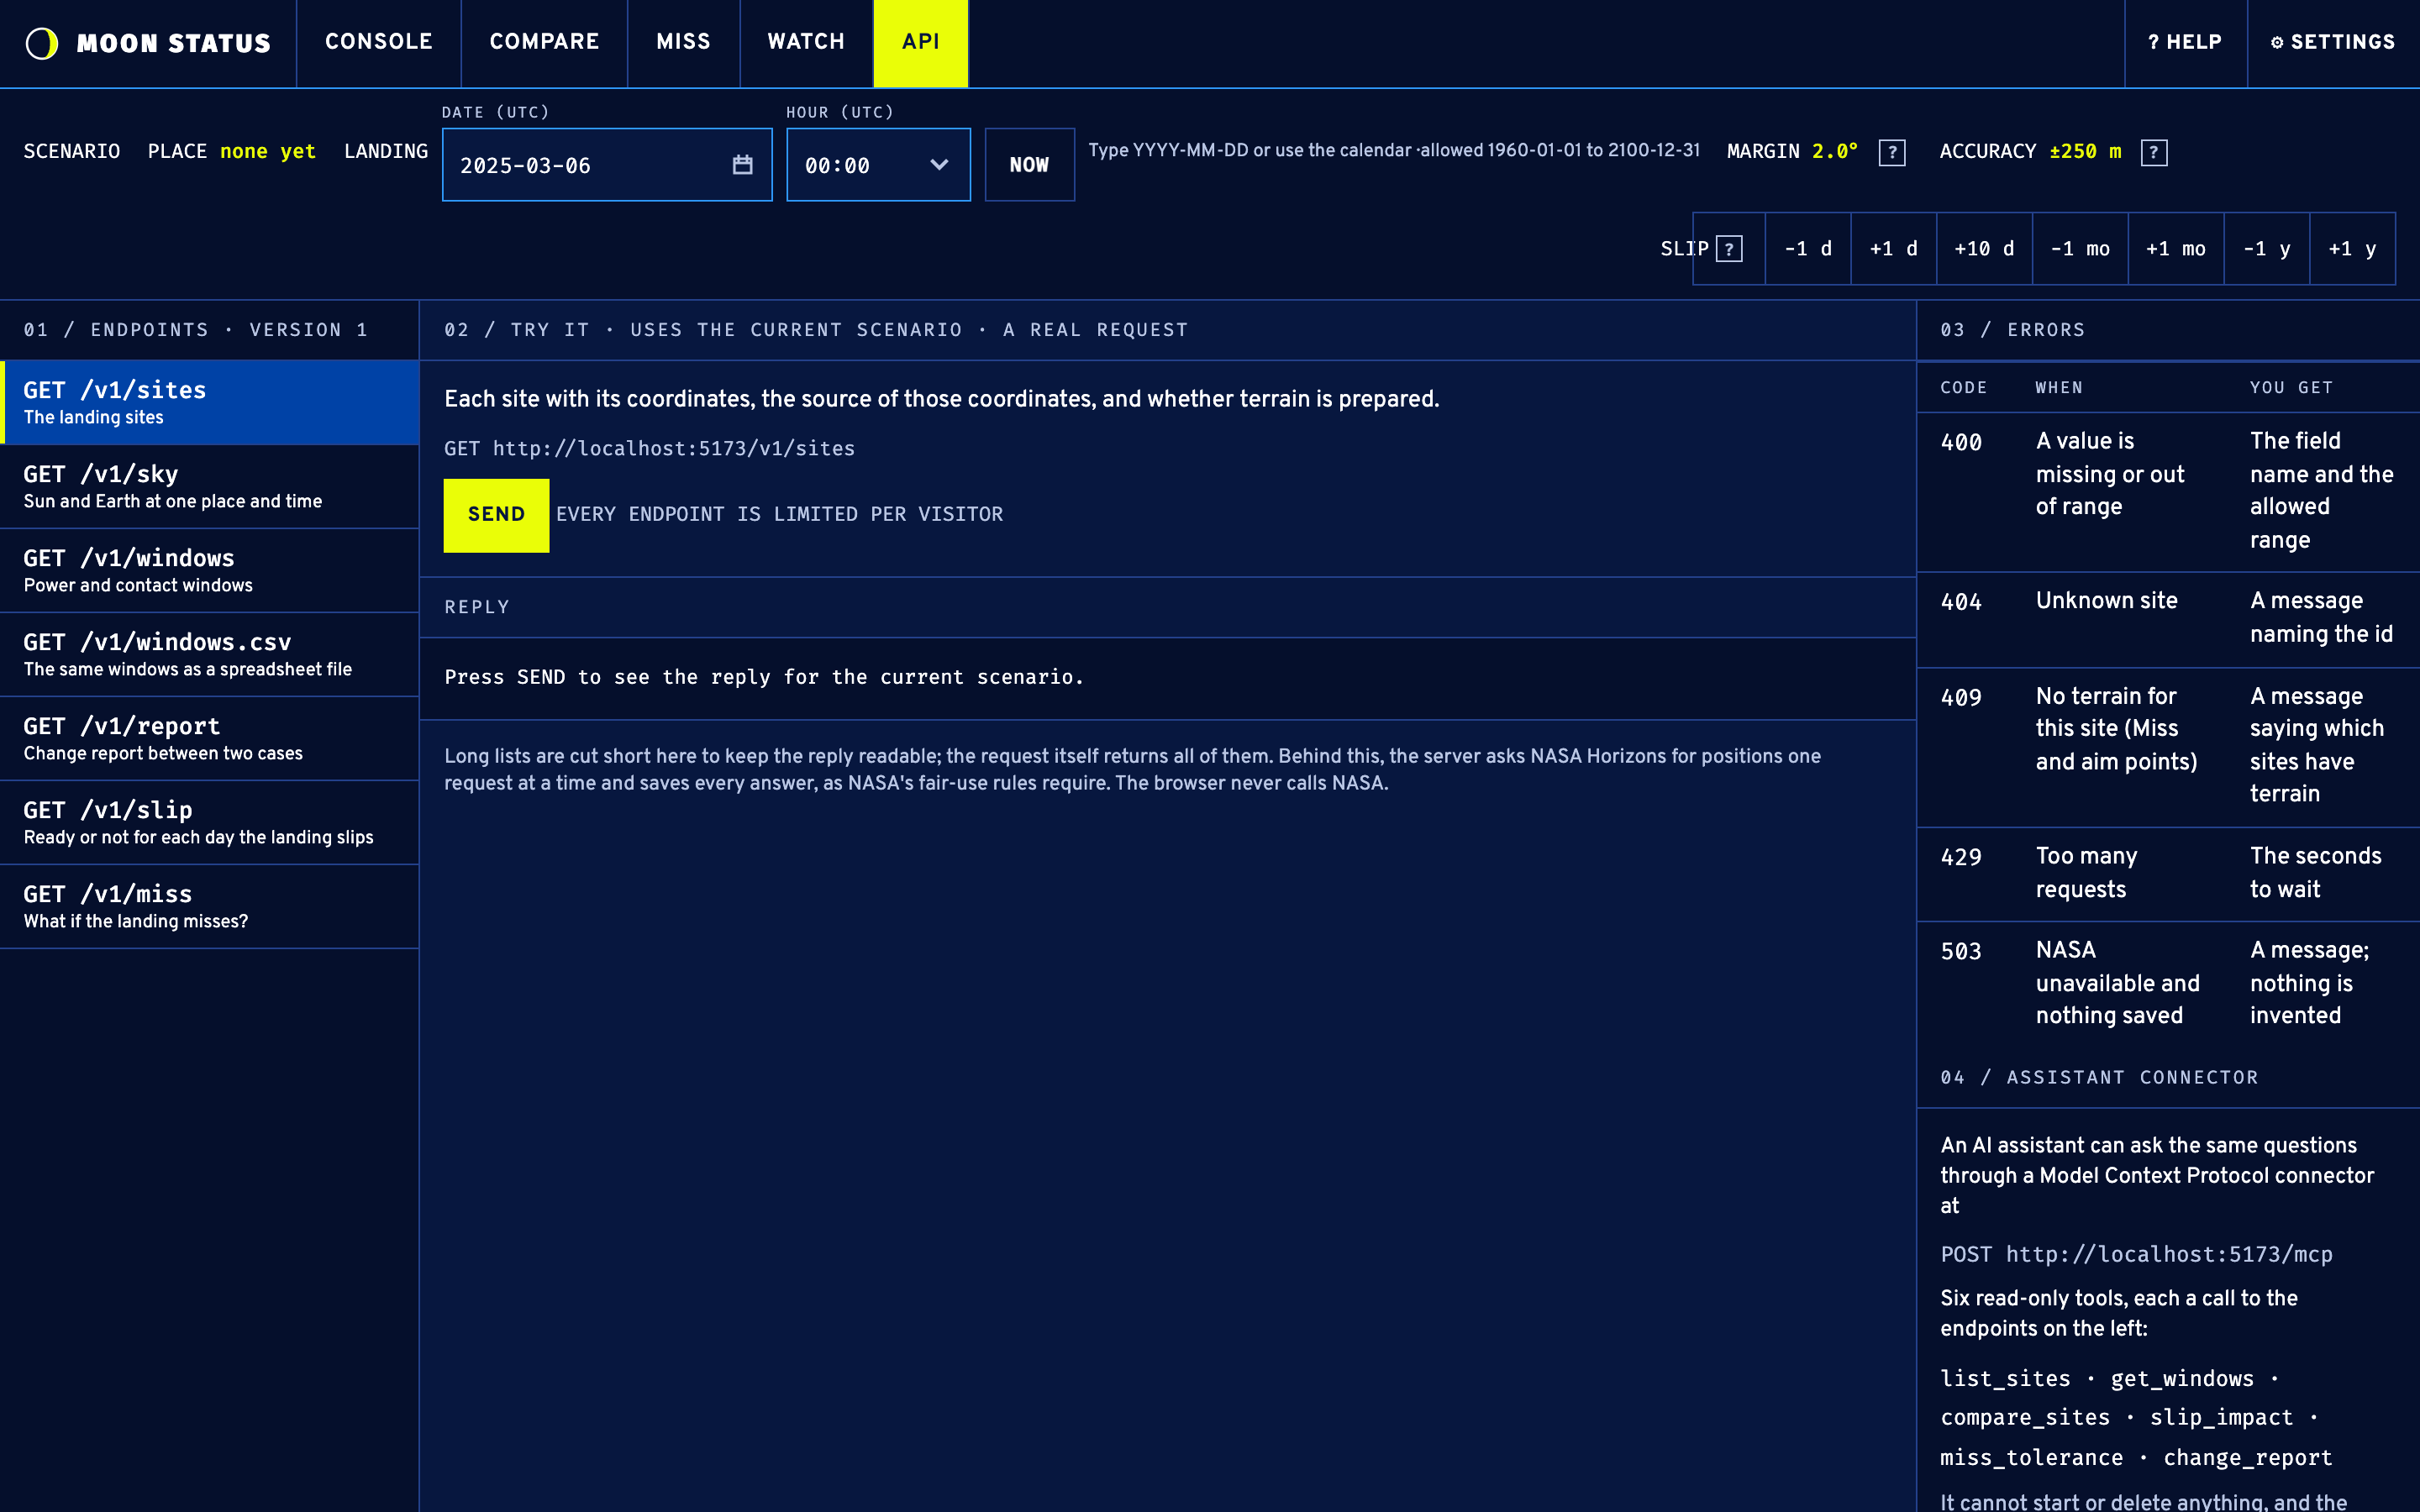 MOON STATUS
CONSOLE
COMPARE
MISS
WATCH
API
? HELP
⚙ SETTINGS
SCENARIO
PLACE none yet
LANDING
DATE (UTC)
2025-03-06
HOUR (UTC)
00:00
NOW
Type YYYY-MM-DD or use the calendar ·allowed 1960-01-01 to 2100-12-31
MARGIN 2.0° ?
ACCURACY ±250 m ?
SLIP ?
-1 d
+1 d
+10 d
-1 mo
+1 mo
-1 y
+1 y
01 / ENDPOINTS · VERSION 1
GET /v1/sites
The landing sites
GET /v1/sky
Sun and Earth at one place and time
GET /v1/windows
Power and contact windows
GET /v1/windows.csv
The same windows as a spreadsheet file
GET /v1/report
Change report between two cases
GET /v1/slip
Ready or not for each day the landing slips
GET /v1/miss
What if the landing misses?
02 / TRY IT · USES THE CURRENT SCENARIO · A REAL REQUEST
Each site with its coordinates, the source of those coordinates, and whether terrain is prepared.
GET http://localhost:5173/v1/sites
SEND
EVERY ENDPOINT IS LIMITED PER VISITOR
REPLY
Press SEND to see the reply for the current scenario.
Long lists are cut short here to keep the reply readable; the request itself returns all of them. Behind this, the server asks NASA Horizons for positions one
request at a time and saves every answer, as NASA's fair-use rules require. The browser never calls NASA.
03 / ERRORS
CODE WHEN YOU GET
400
A value is
missing or out
of range
The field
name and the
allowed
range
404
Unknown site
A message
naming the id
409
No terrain for
this site (Miss
and aim points)
A message
saying which
sites have
terrain
429
Too many
requests
The seconds
to wait
503
NASA
unavailable and
nothing saved
A message;
nothing is
invented
04 / ASSISTANT CONNECTOR
An AI assistant can ask the same questions
through a Model Context Protocol connector
at
POST http://localhost:5173/mcp
Six read-only tools, each a call to the
endpoints on the left:
list_sites · get_windows ·
compare_sites · slip_impact ·
miss_tolerance · change_report
It cannot start or delete anything, and the